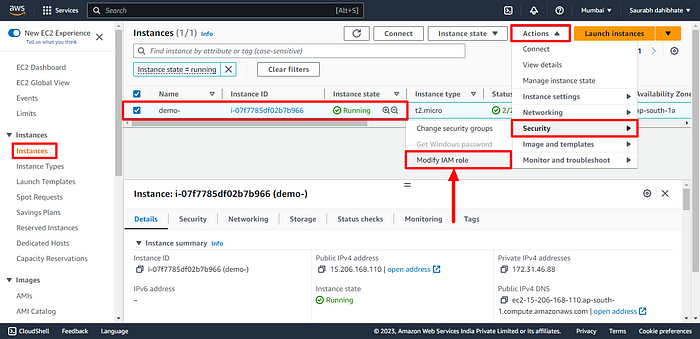 aws
Services
Search
[Alt+S]
Mumbai
Saurabh dahibhate
New EC2 Experience
Tell us what you think
EC2 Dashboard
EC2 Global View
Events
Limits
Instances
Instances
Instance Types
Launch Templates
Spot Requests
Savings Plans
Reserved Instances
Dedicated Hosts
Capacity Reservations
Images
AMIs
AMI Catalog
Instances (1/1) Info
Connect
Instance state
Actions
Launch instances
Find instance by attribute or tag (case-sensitive)
1
Instance state = running
Clear filters
Connect
View details
Manage instance state
Instance settings
Networking
Security
Image and templates
Monitor and troubleshoot
Change security groups
Get Windows password
Modify IAM role
Name
Instance ID
Instance state
Instance type
Status
Availability Zone
demo-
i-07f7785df02b7b966
Running
t2.micro
2/
ap-south-1a
Instance: i-07f7785df02b7b966 (demo-)
Details
Security
Networking
Storage
Status checks
Monitoring
Tags
Instance summary Info
Instance ID
i-07f7785df02b7b966 (demo-)
Public IPv4 address
15.206.168.110 | open address
Private IPv4 addresses
172.31.46.88
IPv6 address
–
Instance state
Running
Public IPv4 DNS
ec2-15-206-168-110.ap-south-
1.compute.amazonaws.com | open
CloudShell
Feedback
Language
© 2023, Amazon Web Services India Private Limited or its affiliates.
Privacy
Terms
Cookie preferences